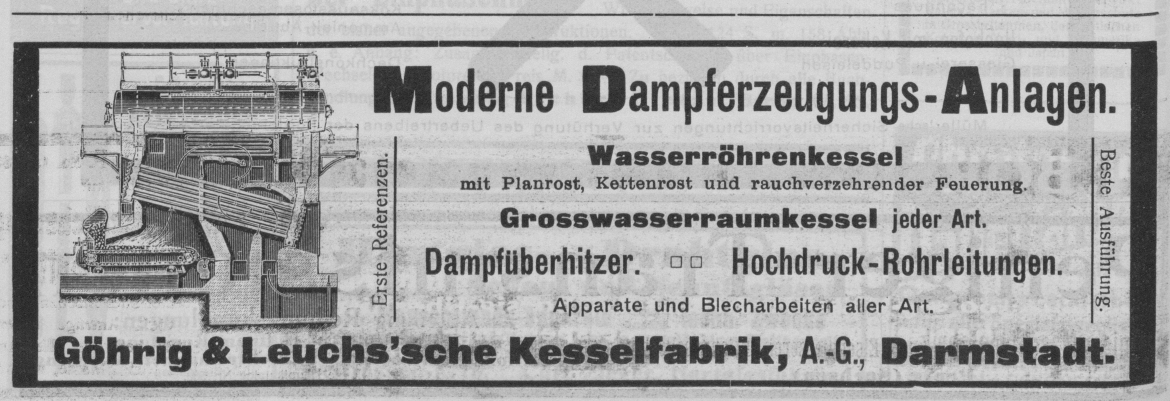 Moderne Dampferzeugungs-Anlagen.
Erste Referenzen.
Wasserröhrenkessel
mit Planrost, Kettenrost und rauchverzehrender Feuerung.
Grosswasserraumkessel jeder Art.
Dampfüberhitzer. □ □ Hochdruck-Rohrleitungen.
Apparate und Blecharbeiten aller Art.
Beste Ausführung.
Göhrig & Leuchs'sche Kesselfabrik, A.-G., Darmstadt.